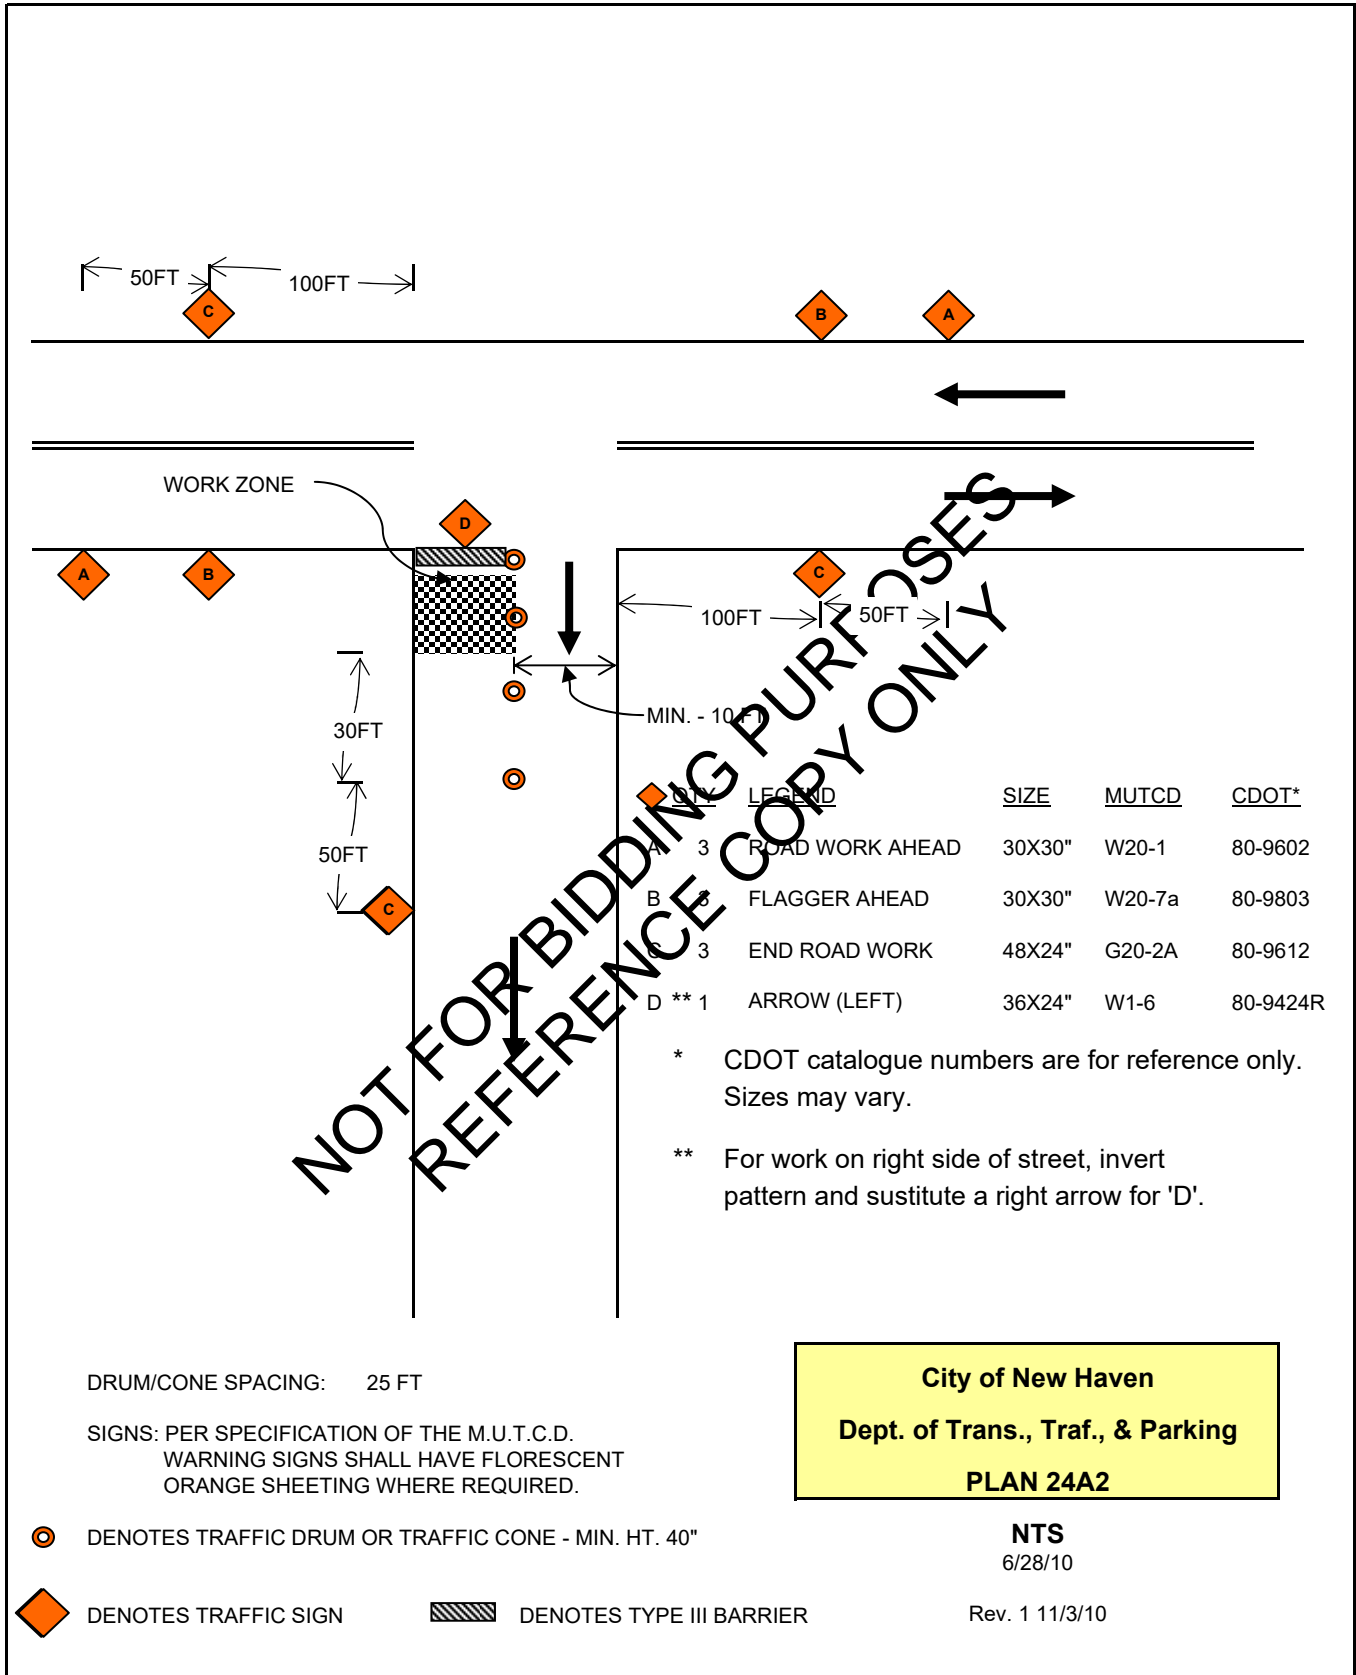 50FT
100FT
C
B
A
WORK ZONE
D
A
B
C
100FT
50FT
MIN. - 10 FT
30FT
50FT
C
QTY LEGEND SIZE MUTCD CDOT*
A 3 ROAD WORK AHEAD 30X30" W20-1 80-9602
B 3 FLAGGER AHEAD 30X30" W20-7a 80-9803
C 3 END ROAD WORK 48X24" G20-2A 80-9612
D ** 1 ARROW (LEFT) 36X24" W1-6 80-9424R
* CDOT catalogue numbers are for reference only.
Sizes may vary.
** For work on right side of street, invert
pattern and sustitute a right arrow for 'D'.
NOT FOR BIDDING PURPOSES
REFERENCE COPY ONLY
DRUM/CONE SPACING: 25 FT
SIGNS: PER SPECIFICATION OF THE M.U.T.C.D.
WARNING SIGNS SHALL HAVE FLORESCENT
ORANGE SHEETING WHERE REQUIRED.
DENOTES TRAFFIC DRUM OR TRAFFIC CONE - MIN. HT. 40"
DENOTES TRAFFIC SIGN
DENOTES TYPE III BARRIER
City of New Haven
Dept. of Trans., Traf., & Parking
PLAN 24A2
NTS
6/28/10
Rev. 1 11/3/10